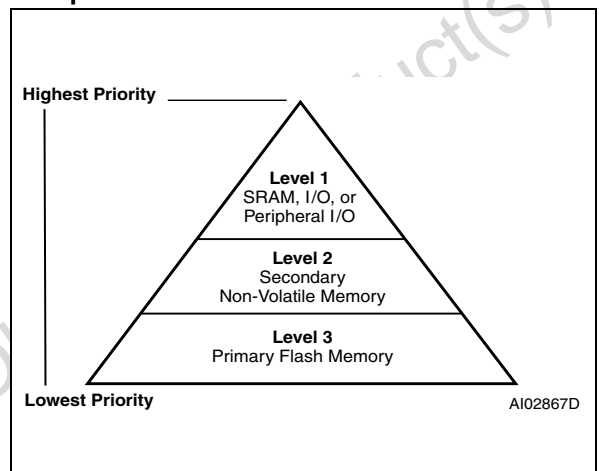 Highest Priority
Level 1
SRAM, I/O, or
Peripheral I/O
Level 2
Secondary
Non-Volatile Memory
Level 3
Primary Flash Memory
Lowest Priority
AI02867D